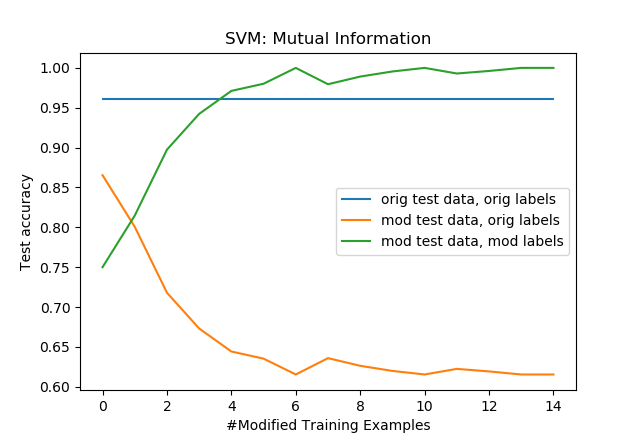 SVM: Mutual Information
1.00
0.95
0.90
0.85
0.80
0.75
0.70
0.65
0.60
Test accuracy
orig test data, orig labels
mod test data, orig labels
mod test data, mod labels
0 2 4 6 8 10 12 14
#Modified Training Examples